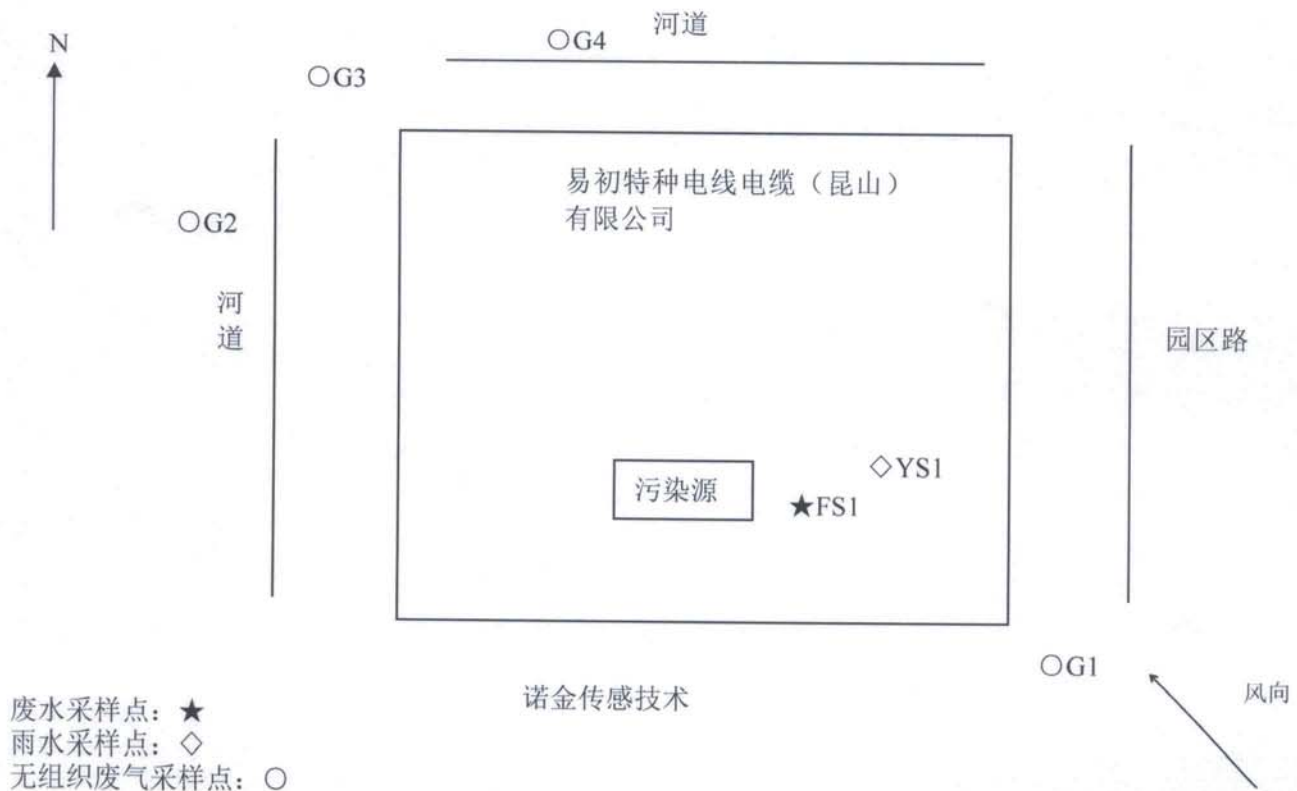 N
○G4
河道
○G3
易初特种电线电缆（昆山）
有限公司
○G2
河
道
园区路
◇YS1
污染源
★FS1
○G1
诺金传感技术
风向
废水采样点：★
雨水采样点：◇
无组织废气采样点：○